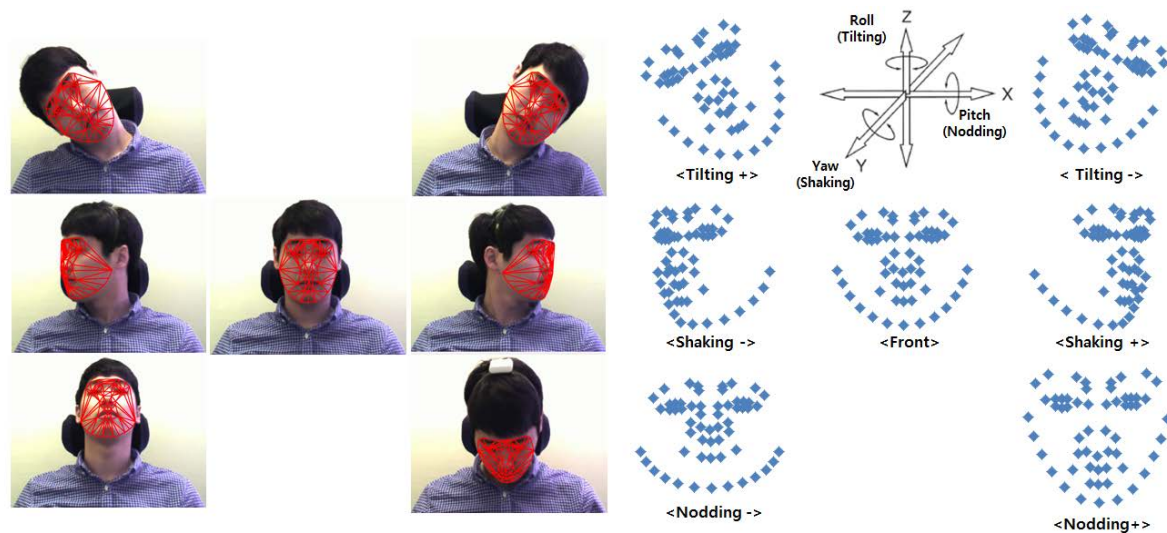 Roll
(Tilting)
Z
X
Pitch
(Nodding)
Yaw
(Shaking)
Y
<Tilting +>
< Tilting ->
<Shaking ->
<Front>
<Shaking +>
<Nodding ->
<Nodding+>